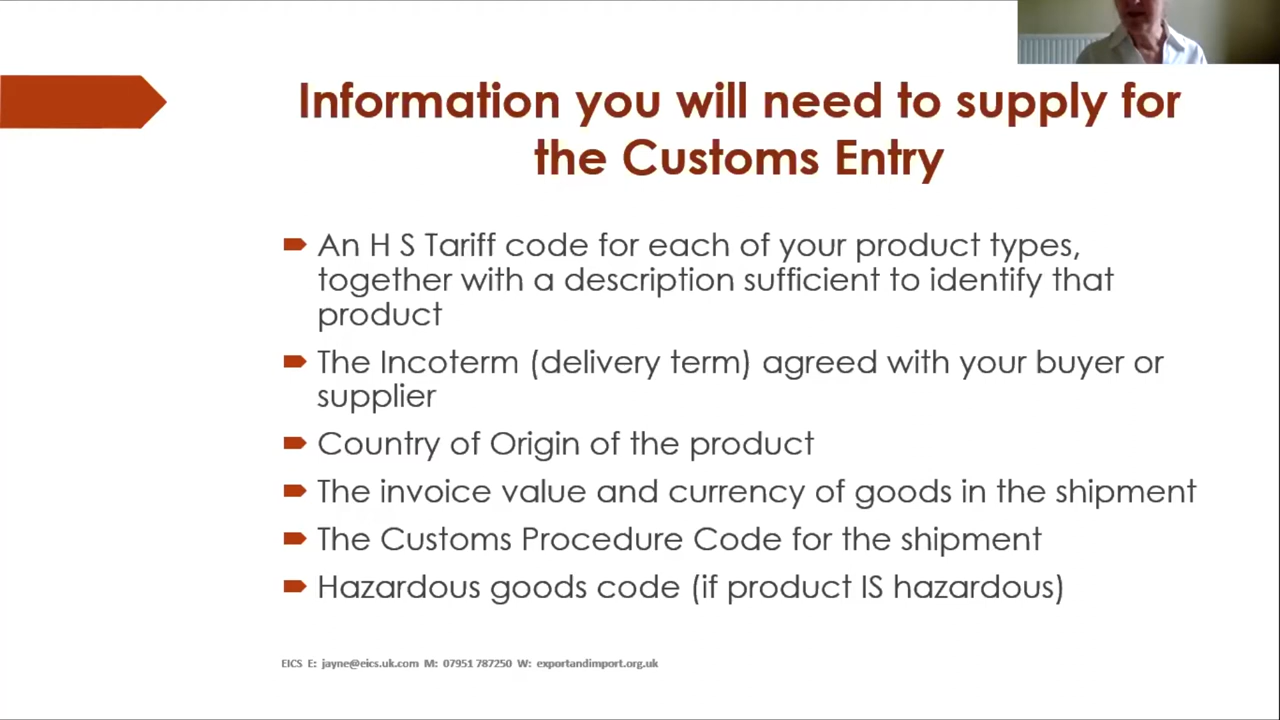 Information you will need to supply for
the Customs Entry
An H S Tariff code for each of your product types,
together with a description sufficient to identify that
product
The Incoterm (delivery term) agreed with your buyer or
supplier
Country of Origin of the product
The invoice value and currency of goods in the shipment
The Customs Procedure Code for the shipment
Hazardous goods code (if product IS hazardous)
EICS E: jayne@eics.uk.com M: 07951 787250 W: exportandimport.org.uk